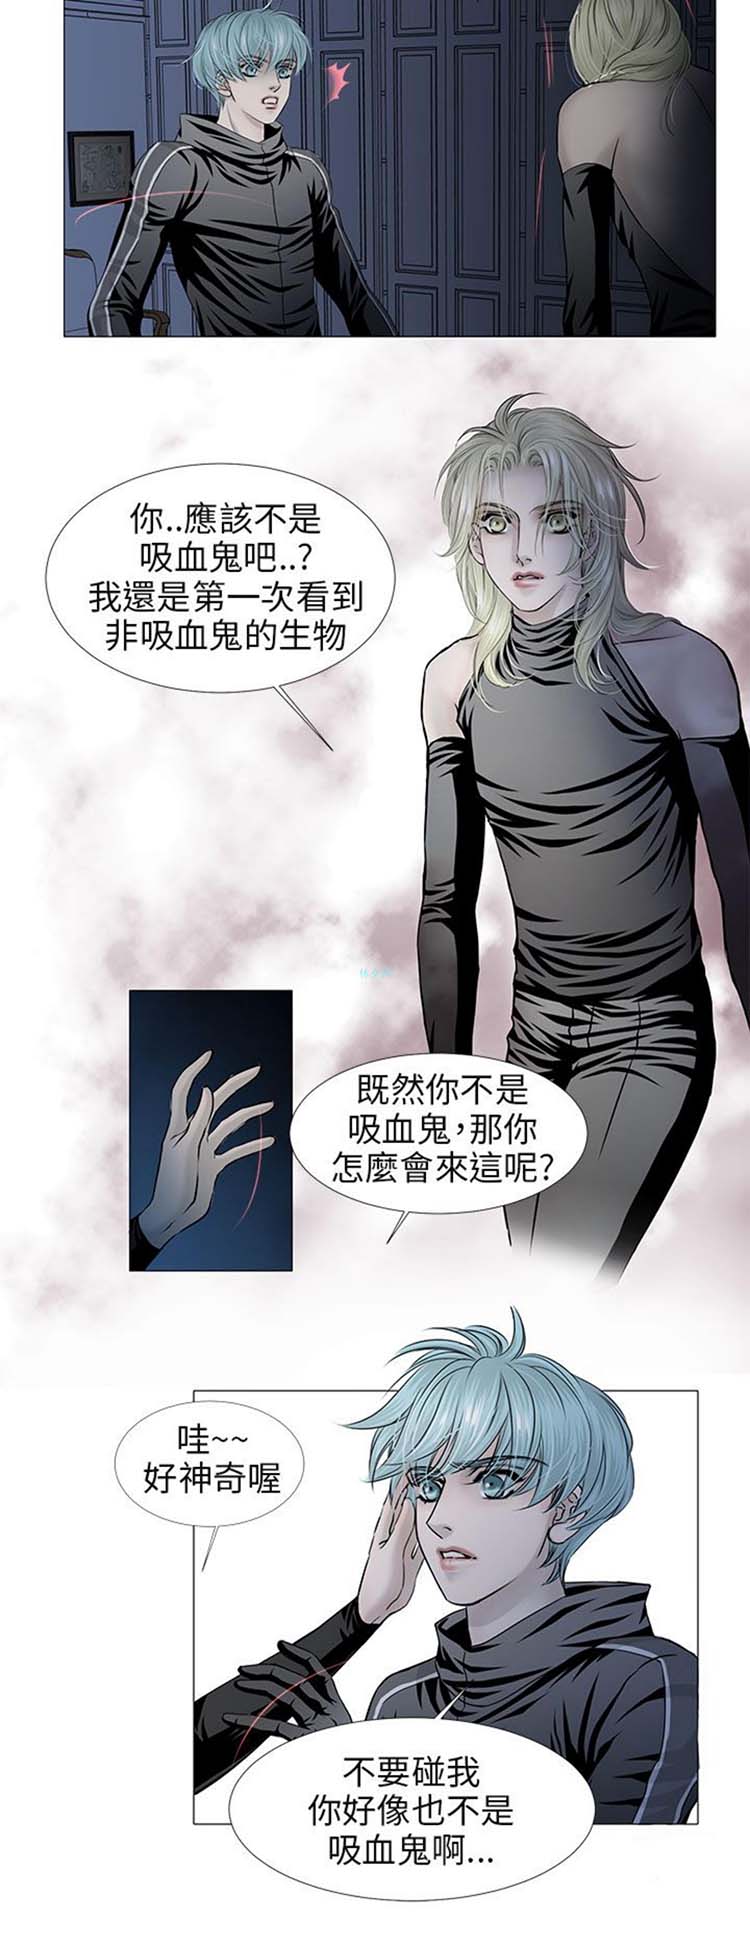 你..應該不是
吸血鬼吧..?
我還是第一次看到
非吸血鬼的生物
既然你不是
吸血鬼，那你
怎麼會來這呢?
哇~~
好神奇喔
不要碰我
你好像也不是
吸血鬼啊...